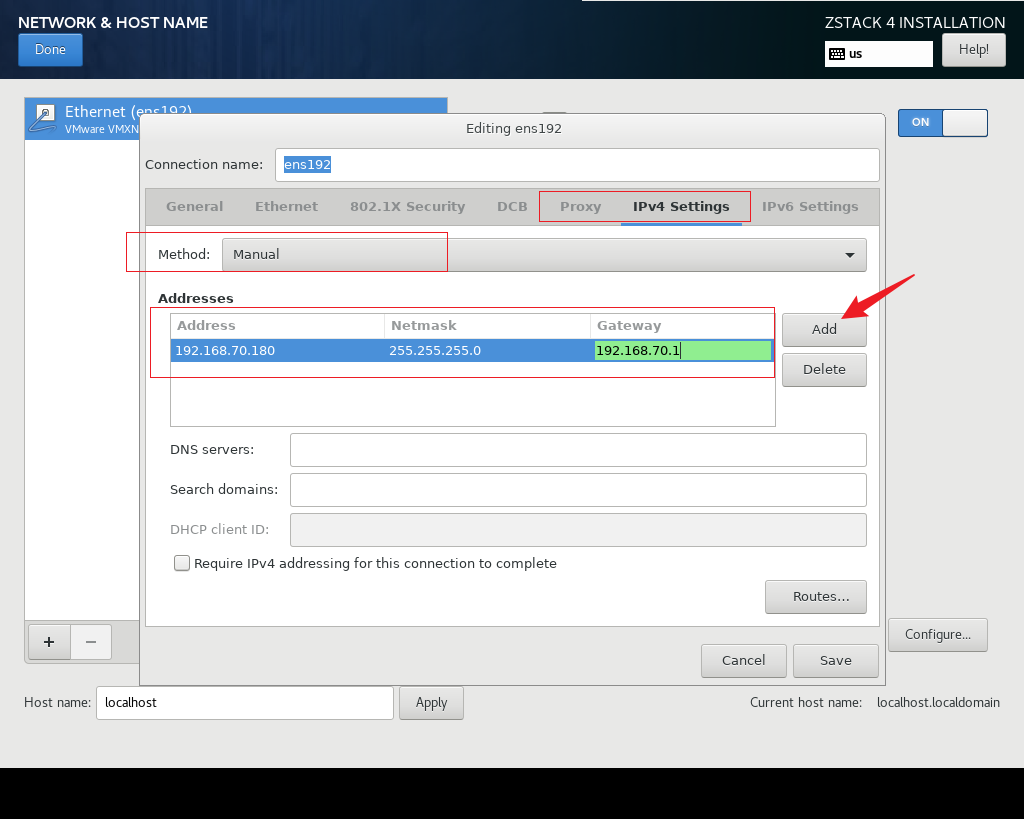 NETWORK & HOST NAME
ZSTACK 4 INSTALLATION
Done
us
Help!
Ethernet (ens192)
VMware VMXN
ON
Editing ens192
Connection name: ens192
General Ethernet 802.1X Security DCB Proxy IPv4 Settings IPv6 Settings
Method: Manual
Addresses
Address Netmask Gateway
192.168.70.180 255.255.255.0 192.168.70.1
Add
Delete
DNS servers:
Search domains:
DHCP client ID:
Require IPv4 addressing for this connection to complete
Routes...
+ −
Configure...
Cancel Save
Host name: localhost Apply
Current host name: localhost.localdomain